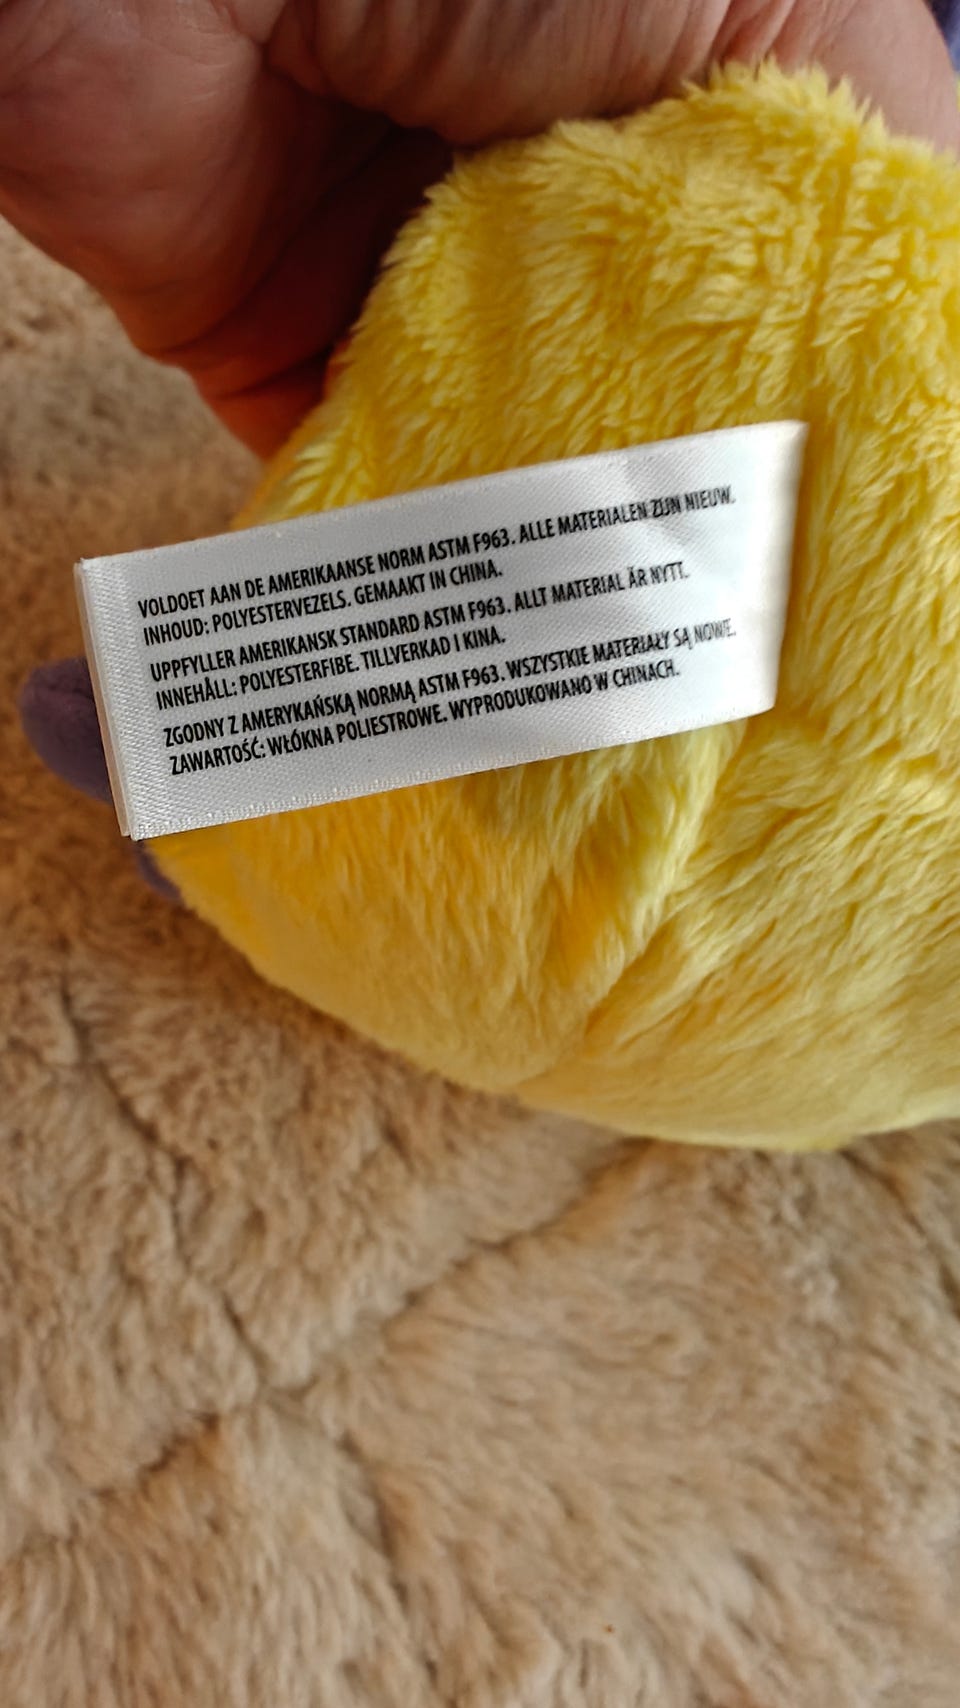 VOLDOET AAN DE AMERIKAANSE NORM ASTM F963. ALLE MATERIALEN ZIJN NIEUW.
INHOUD: POLYESTERVEZELS. GEMAAKT IN CHINA.
UPPFYLLER AMERIKANSK STANDARD ASTM F963. ALLT MATERIAL ÄR NYTT.
INNEHÅLL: POLYESTERFIBE. TILLVERKAD I KINA.
ZGODNY Z AMERYKAŃSKĄ NORMĄ ASTM F963. WSZYSTKIE MATERIAŁY SĄ NOWE.
ZAWARTOŚĆ: WŁÓKNA POLIESTROWE. WYPRODUKOWANO W CHINACH.